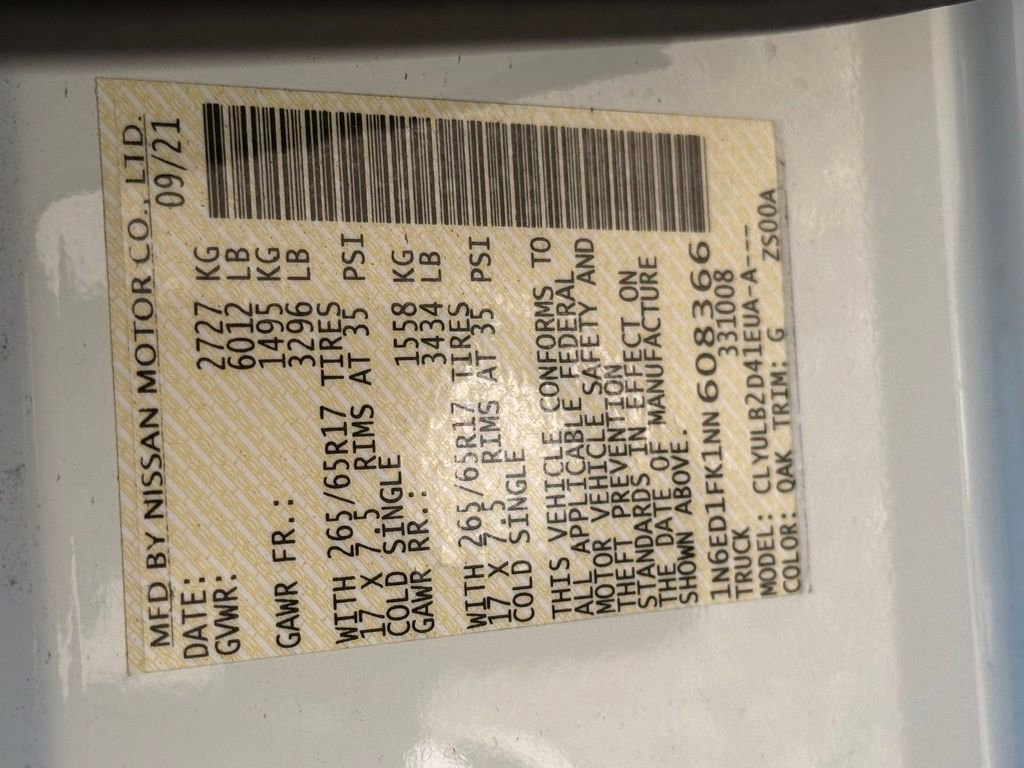 MFD BY NISSAN MOTOR CO., LTD.
DATE: 09/21
GVWR: 2727 KG
6012 LB
GAWR FR.: 1495 KG
3296 LB
WITH 265/65R17 TIRES
17 X 7.5 RIMS AT 35 PSI
COLD SINGLE
GAWR RR.: 1558 KG
3434 LB
WITH 265/65R17 TIRES
17 X 7.5 RIMS AT 35 PSI
COLD SINGLE
THIS VEHICLE CONFORMS TO
ALL APPLICABLE FEDERAL
MOTOR VEHICLE SAFETY AND
THEFT PREVENTION
STANDARDS IN EFFECT ON
THE DATE OF MANUFACTURE
SHOWN ABOVE.
1N6ED1FK1NN608366
TRUCK 331008
MODEL: CLYULB2D41EUA-A---
COLOR: QAK TRIM: G ZS00A